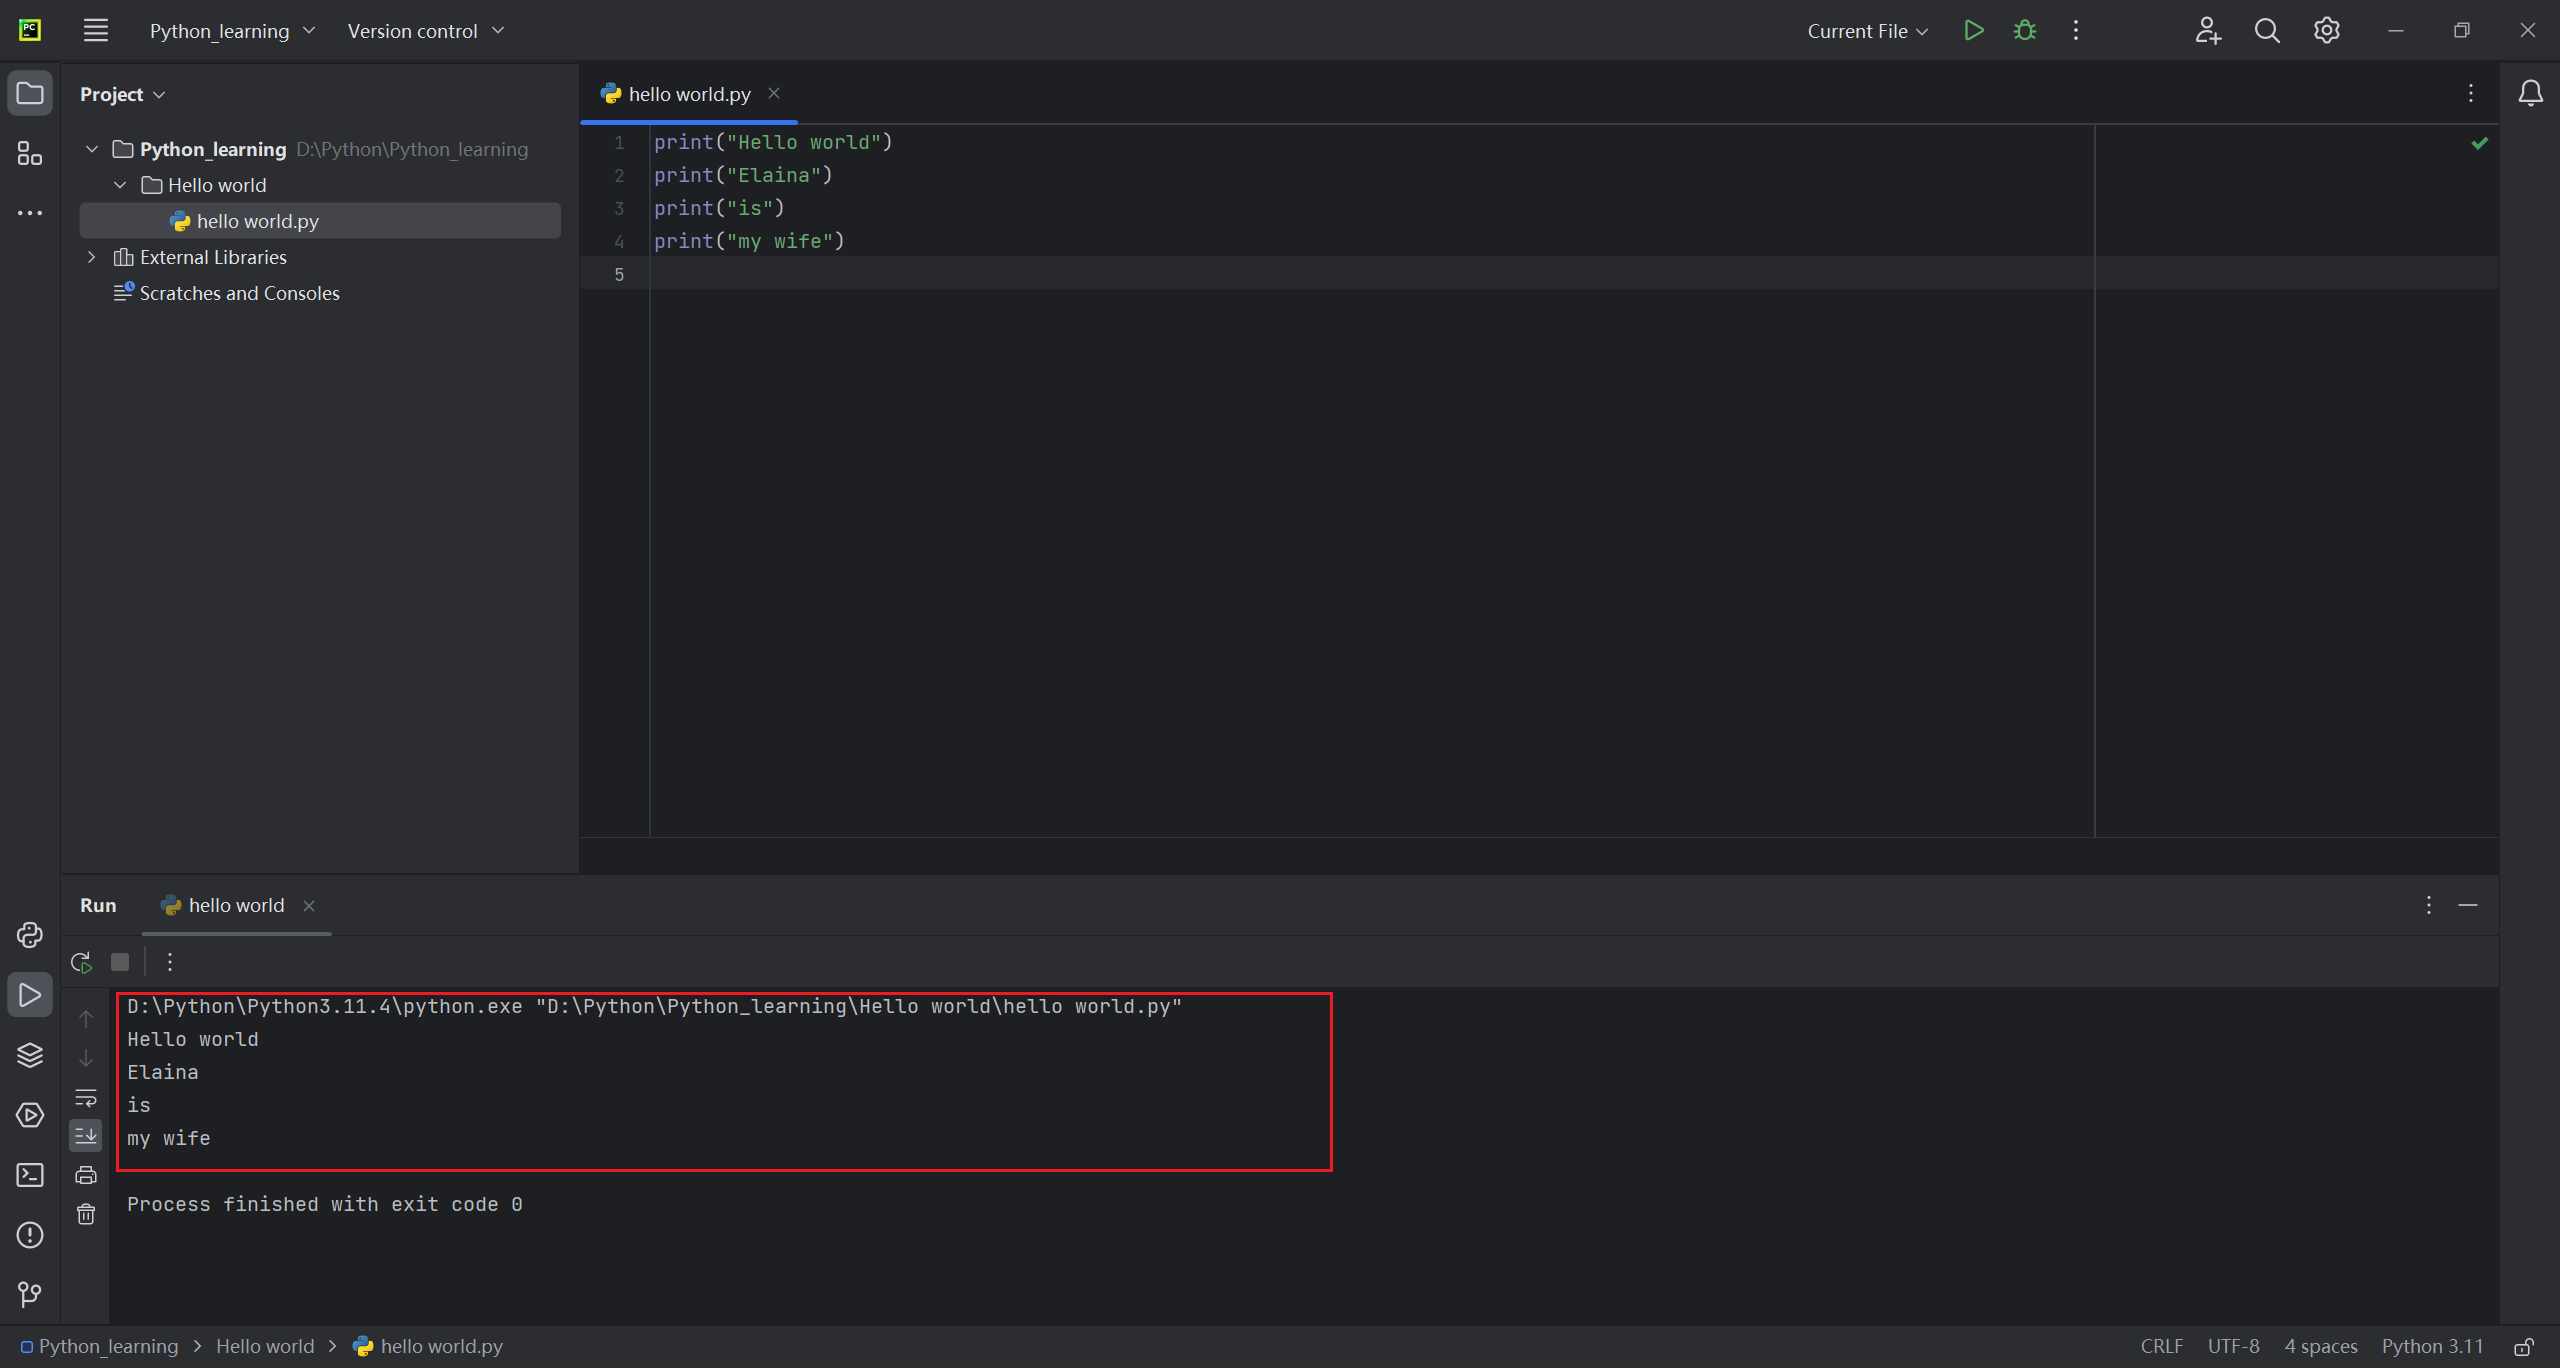 PC
Python_learning
Version control
Current File
Project
Python_learning D:\Python\Python_learning
Hello world
hello world.py
External Libraries
Scratches and Consoles
hello world.py
1 print("Hello world")
2 print("Elaina")
3 print("is")
4 print("my wife")
5
Run
hello world
D:\Python\Python3.11.4\python.exe "D:\Python\Python_learning\Hello world\hello world.py"
Hello world
Elaina
is
my wife
Process finished with exit code 0
Python_learning > Hello world > hello world.py
CRLF UTF-8 4 spaces Python 3.11